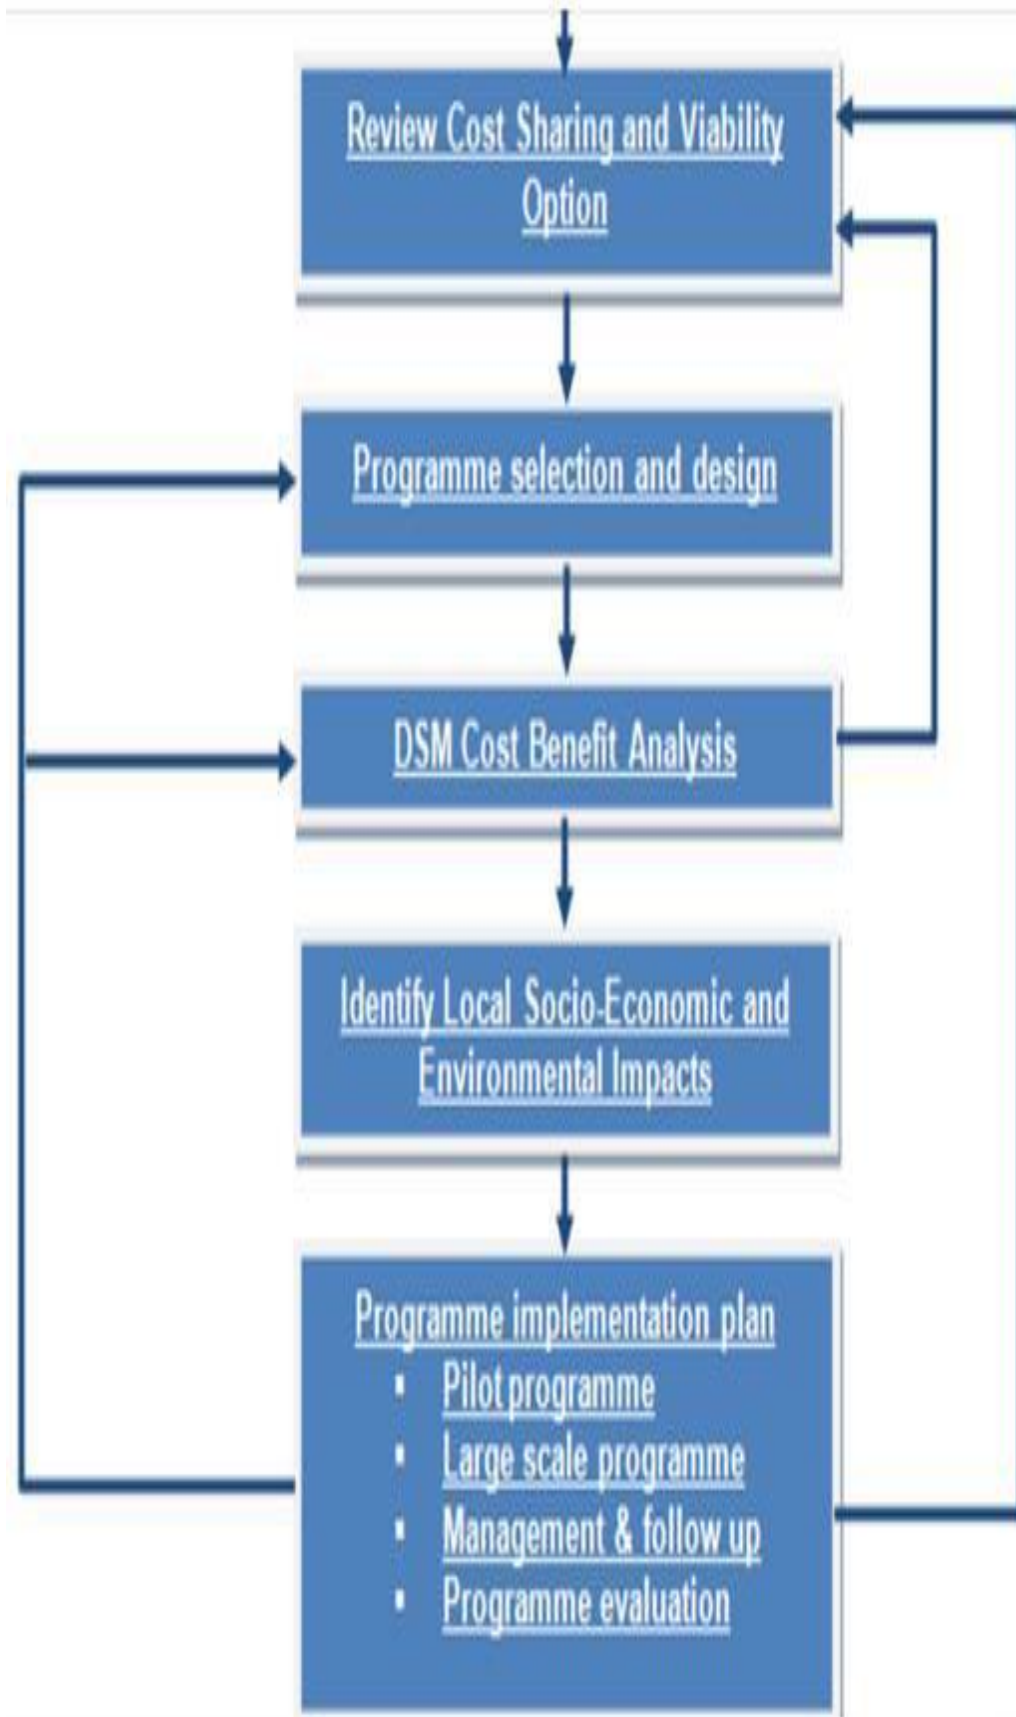 Review Cost Sharing and Viability
Option
Programme selection and design
DSM Cost Benefit Analysis
Identify Local Socio-Economic and
Environmental Impacts
Programme implementation plan
▪ Pilot programme
▪ Large scale programme
▪ Management & follow up
▪ Programme evaluation